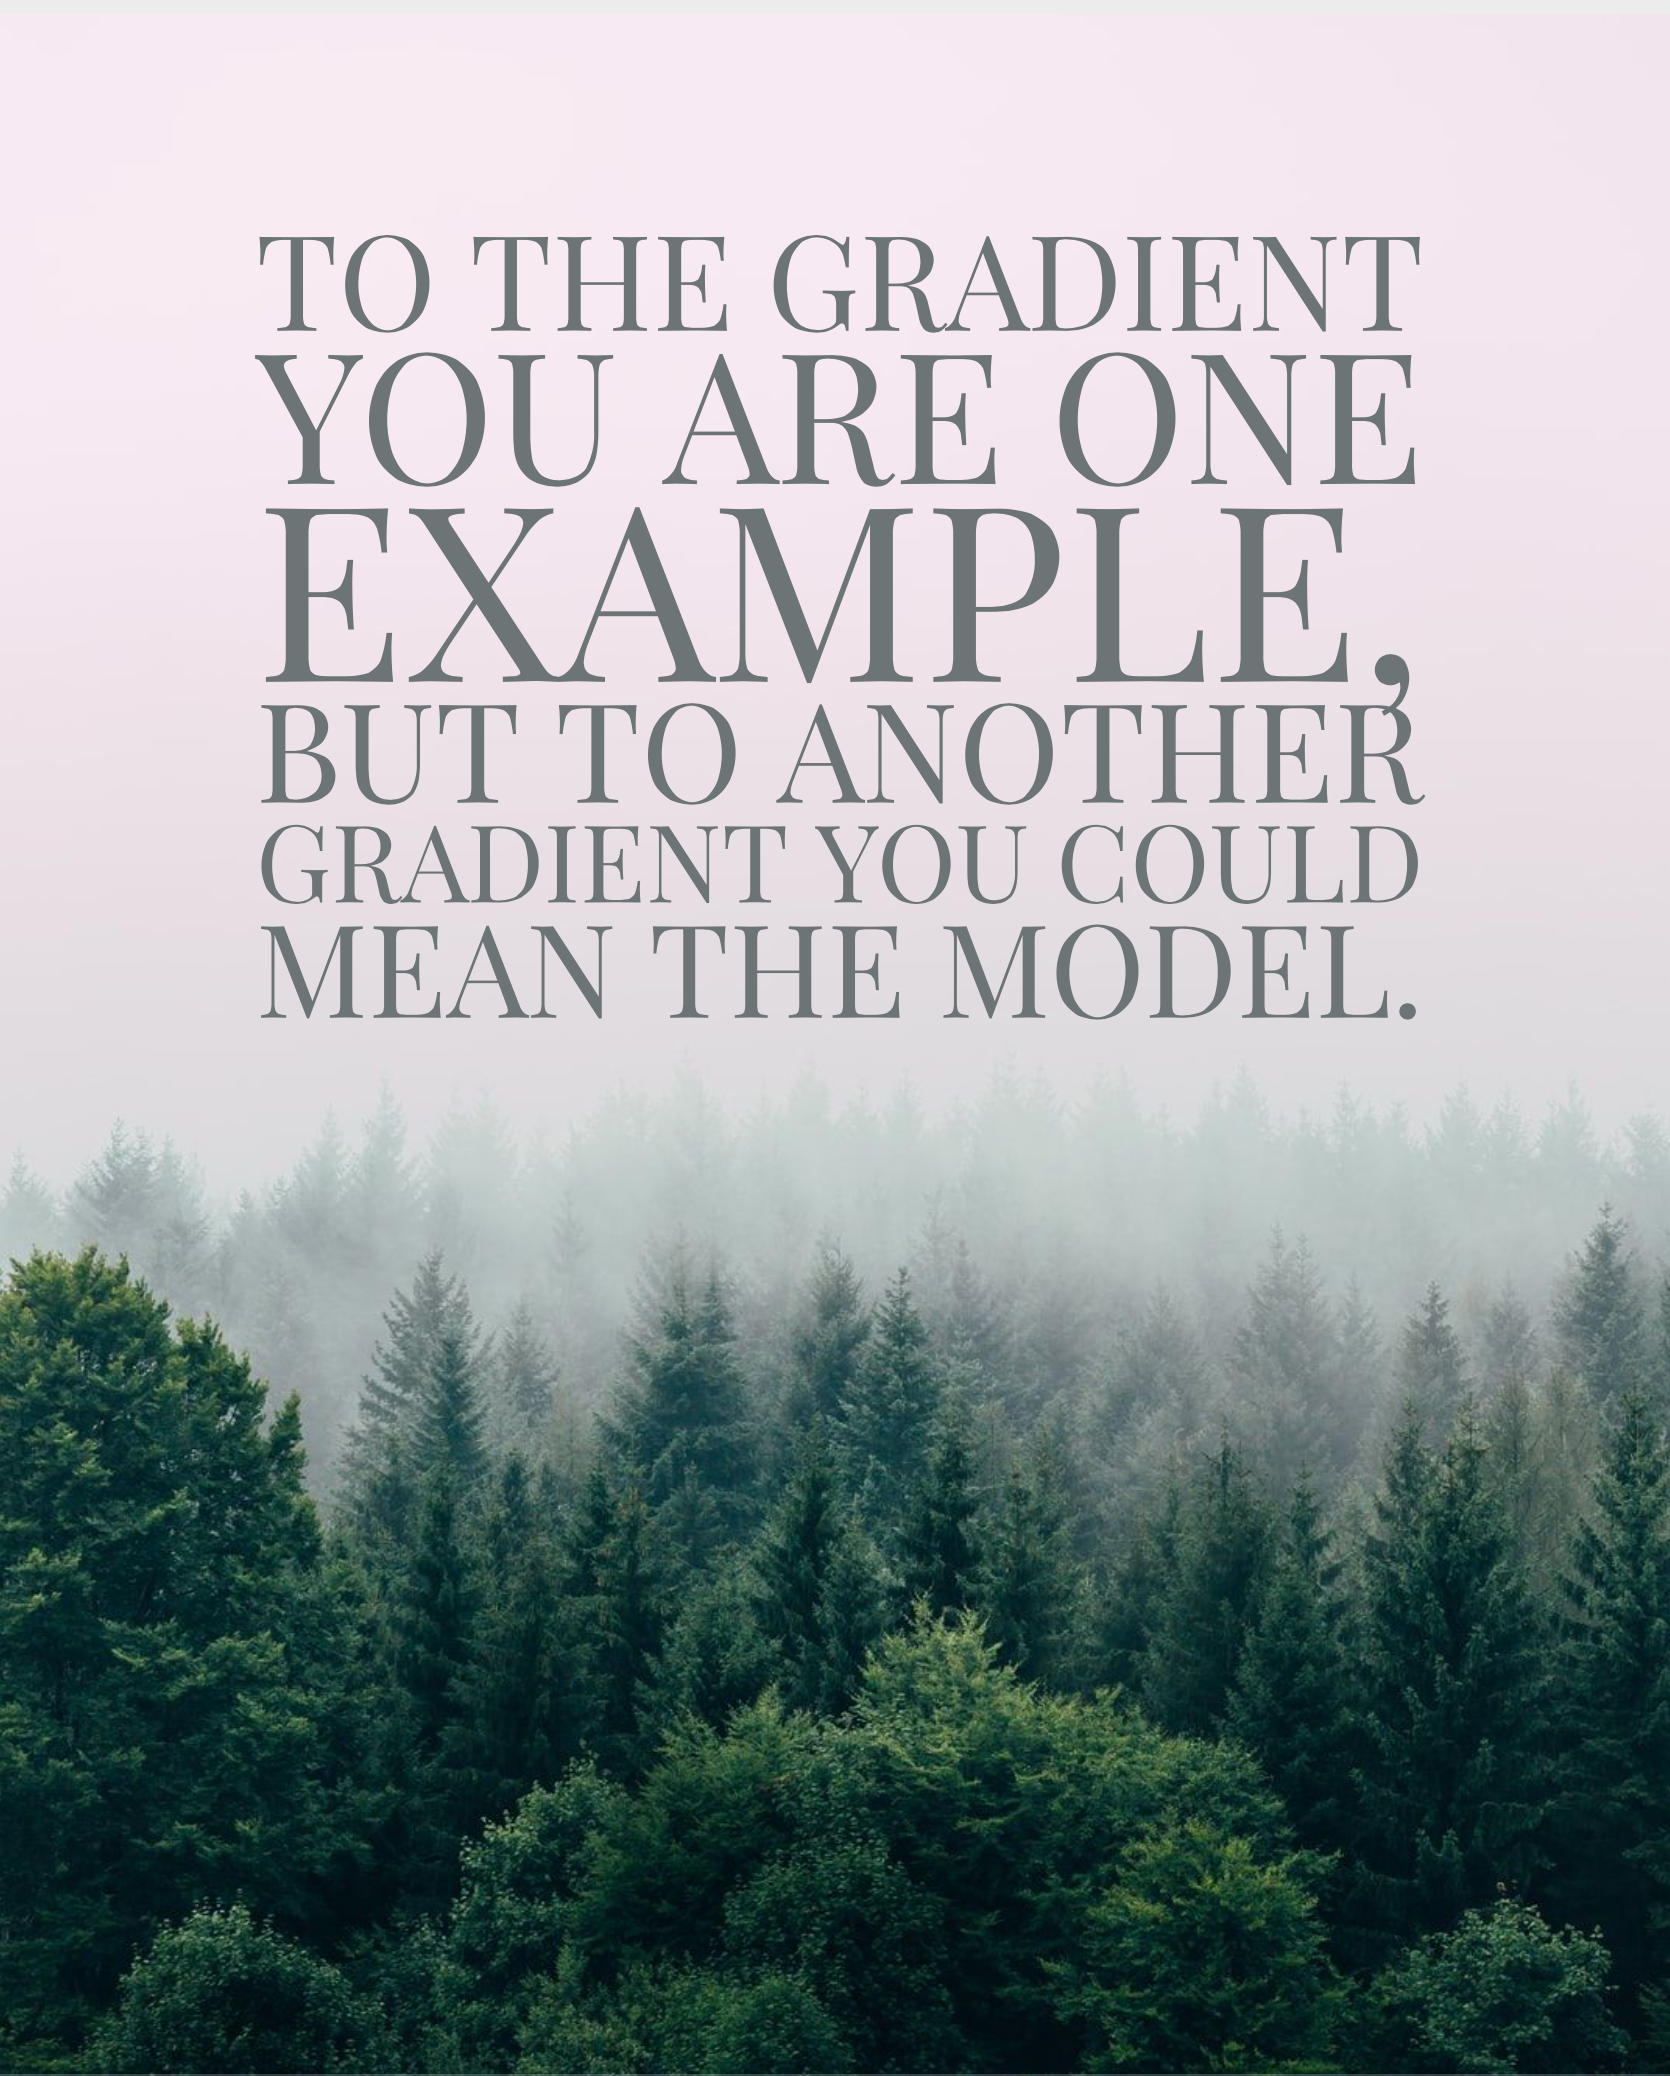 TO THE GRADIENT
YOU ARE ONE
EXAMPLE,
BUT TO ANOTHER
GRADIENT YOU COULD
MEAN THE MODEL.